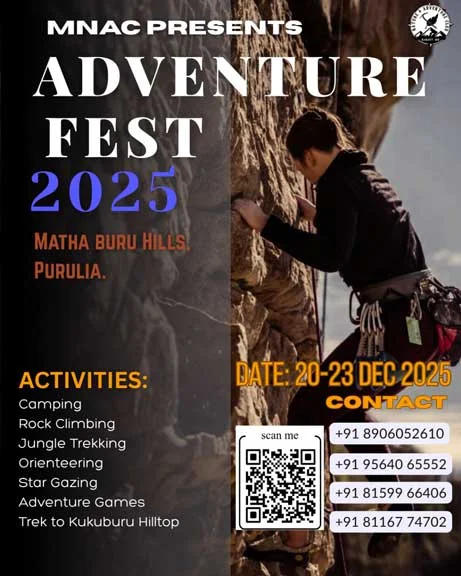 MNAC PRESENTS
ADVENTURE
FEST
2025
MATHA BURU HILLS,
PURULIA.
ACTIVITIES:
Camping
Rock Climbing
Jungle Trekking
Orienteering
Star Gazing
Adventure Games
Trek to Kukuburu Hilltop
DATE: 20-23 DEC 2025
CONTACT
scan me
+91 8906052610
+91 95640 65552
+91 81599 66406
+91 81167 74702